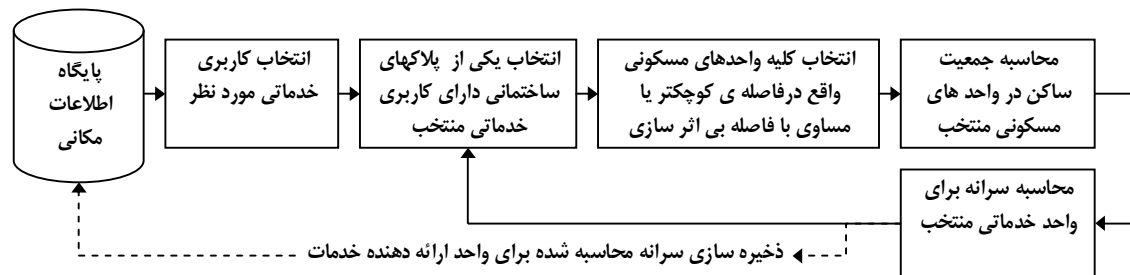 پایگاه
اطلاعات
مکانی
انتخاب کاربری
خدماتی مورد نظر
انتخاب یکی از پلاکهای
ساختمانی دارای کاربری
خدماتی منتخب
انتخاب کلیه واحدهای مسکونی
واقع درفاصله ی کوچکتر یا
مساوی با فاصله بی اثر سازی
محاسبه جمعیت
ساکن در واحد های
مسکونی منتخب
محاسبه سرانه برای
واحد خدماتی منتخب
ذخیره سازی سرانه محاسبه شده برای واحد ارائه دهنده خدمات